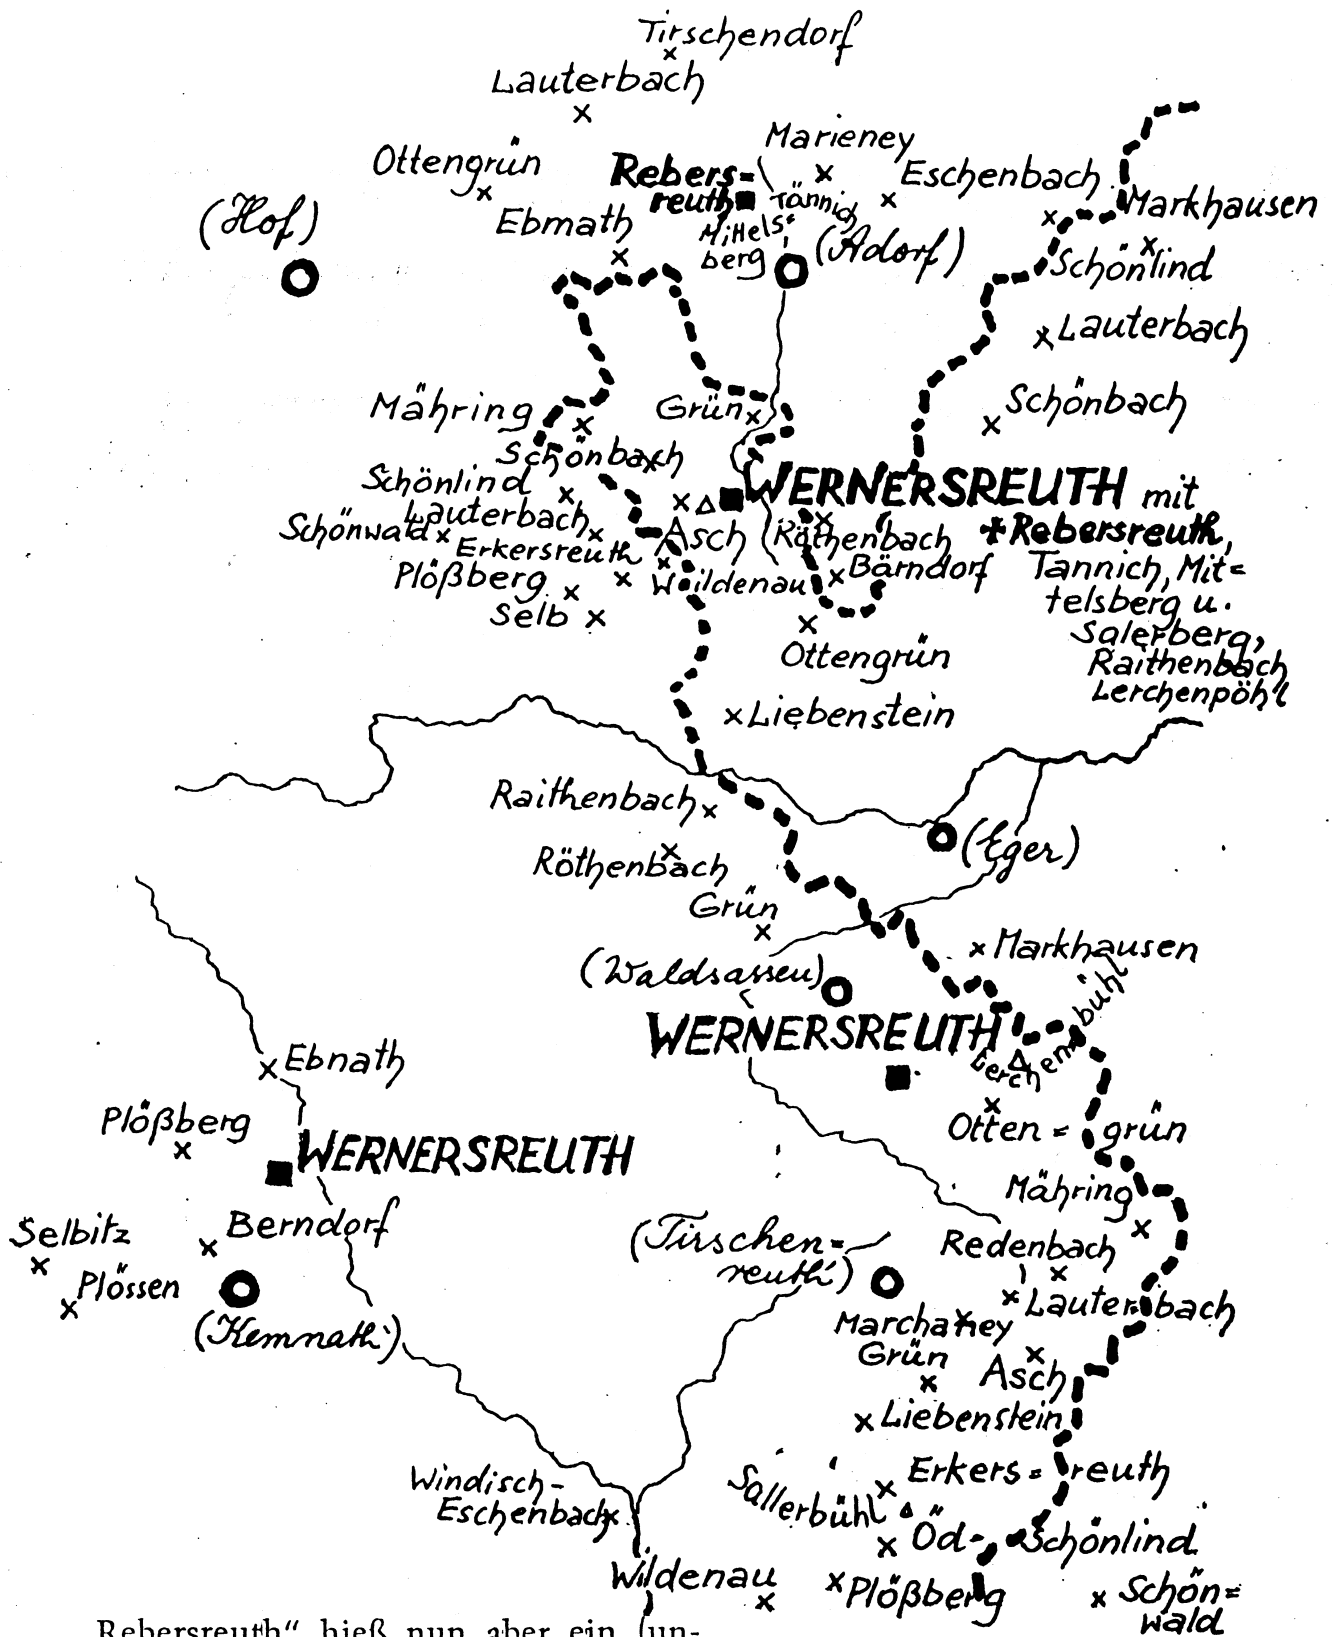 Tirschendorf
Lauterbach
Marieney
Ottengrün
Rebers=
reuth
Eschenbach
Tännich
Markhausen
(Hof)
Ebmath
Mittels=
berg
(Adorf)
Schönlind
Lauterbach
Mähring
Grün
Schönbach
Schönbach
Schönlind
WERNERSREUTH mit
Lauterbach
Schönwald
Asch
Röthenbach
+Rebersreuth,
Erkersreuth
Tannich, Mit=
Plößberg
Wildenau
Bärndorf
telsberg u.
Selb
Salerberg,
Ottengrün
Raithenbach
Lerchenpöhl
Liebenstein
Raithenbach
(Eger)
Röthenbach
Grün
Markhausen
(Waldsassen)
WERNERSREUTH
Lerchenbühl
Ebnath
Plößberg
Otten= grün
WERNERSREUTH
Mähring
Selbitz
Berndorf
(Tirschen=
reuth)
Redenbach
Plössen
Lauterbach
(Kemnath)
Marchaney
Grün
Asch
Liebenstein
Windisch-
Eschenbach
Erkers= reuth
Sallerbühl
Öd-
Schönlind
Wildenau
Plößberg
Schön=
wald
Rebersreuth“ hieß nun aber ein (un-